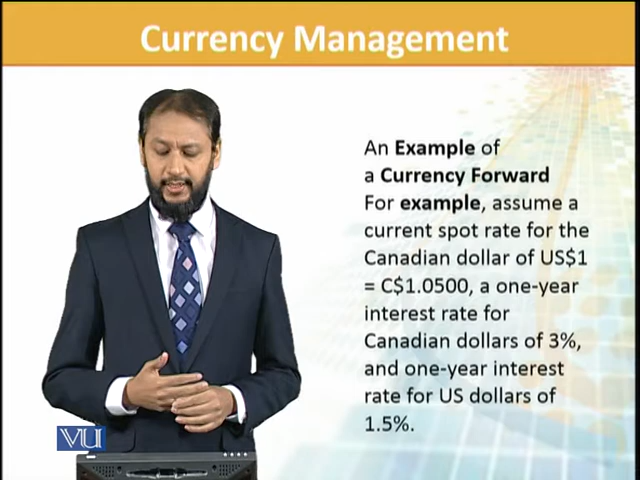 Currency Management
An Example of
a Currency Forward
For example, assume a
current spot rate for the
Canadian dollar of US$1
= C$1.0500, a one-year
interest rate for
Canadian dollars of 3%,
and one-year interest
rate for US dollars of
1.5%.
VU